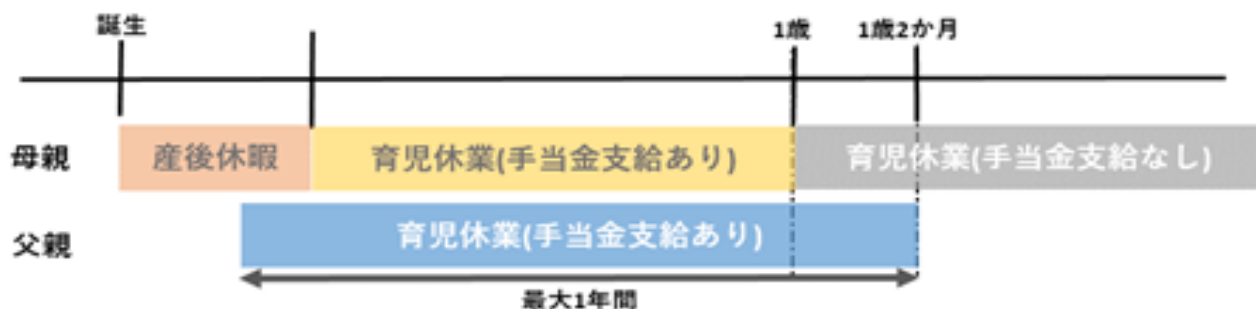 誕生
1歳
1歳2か月
母親
産後休暇
育児休業(手当金支給あり)
育児休業(手当金支給なし)
父親
育児休業(手当金支給あり)
最大1年間